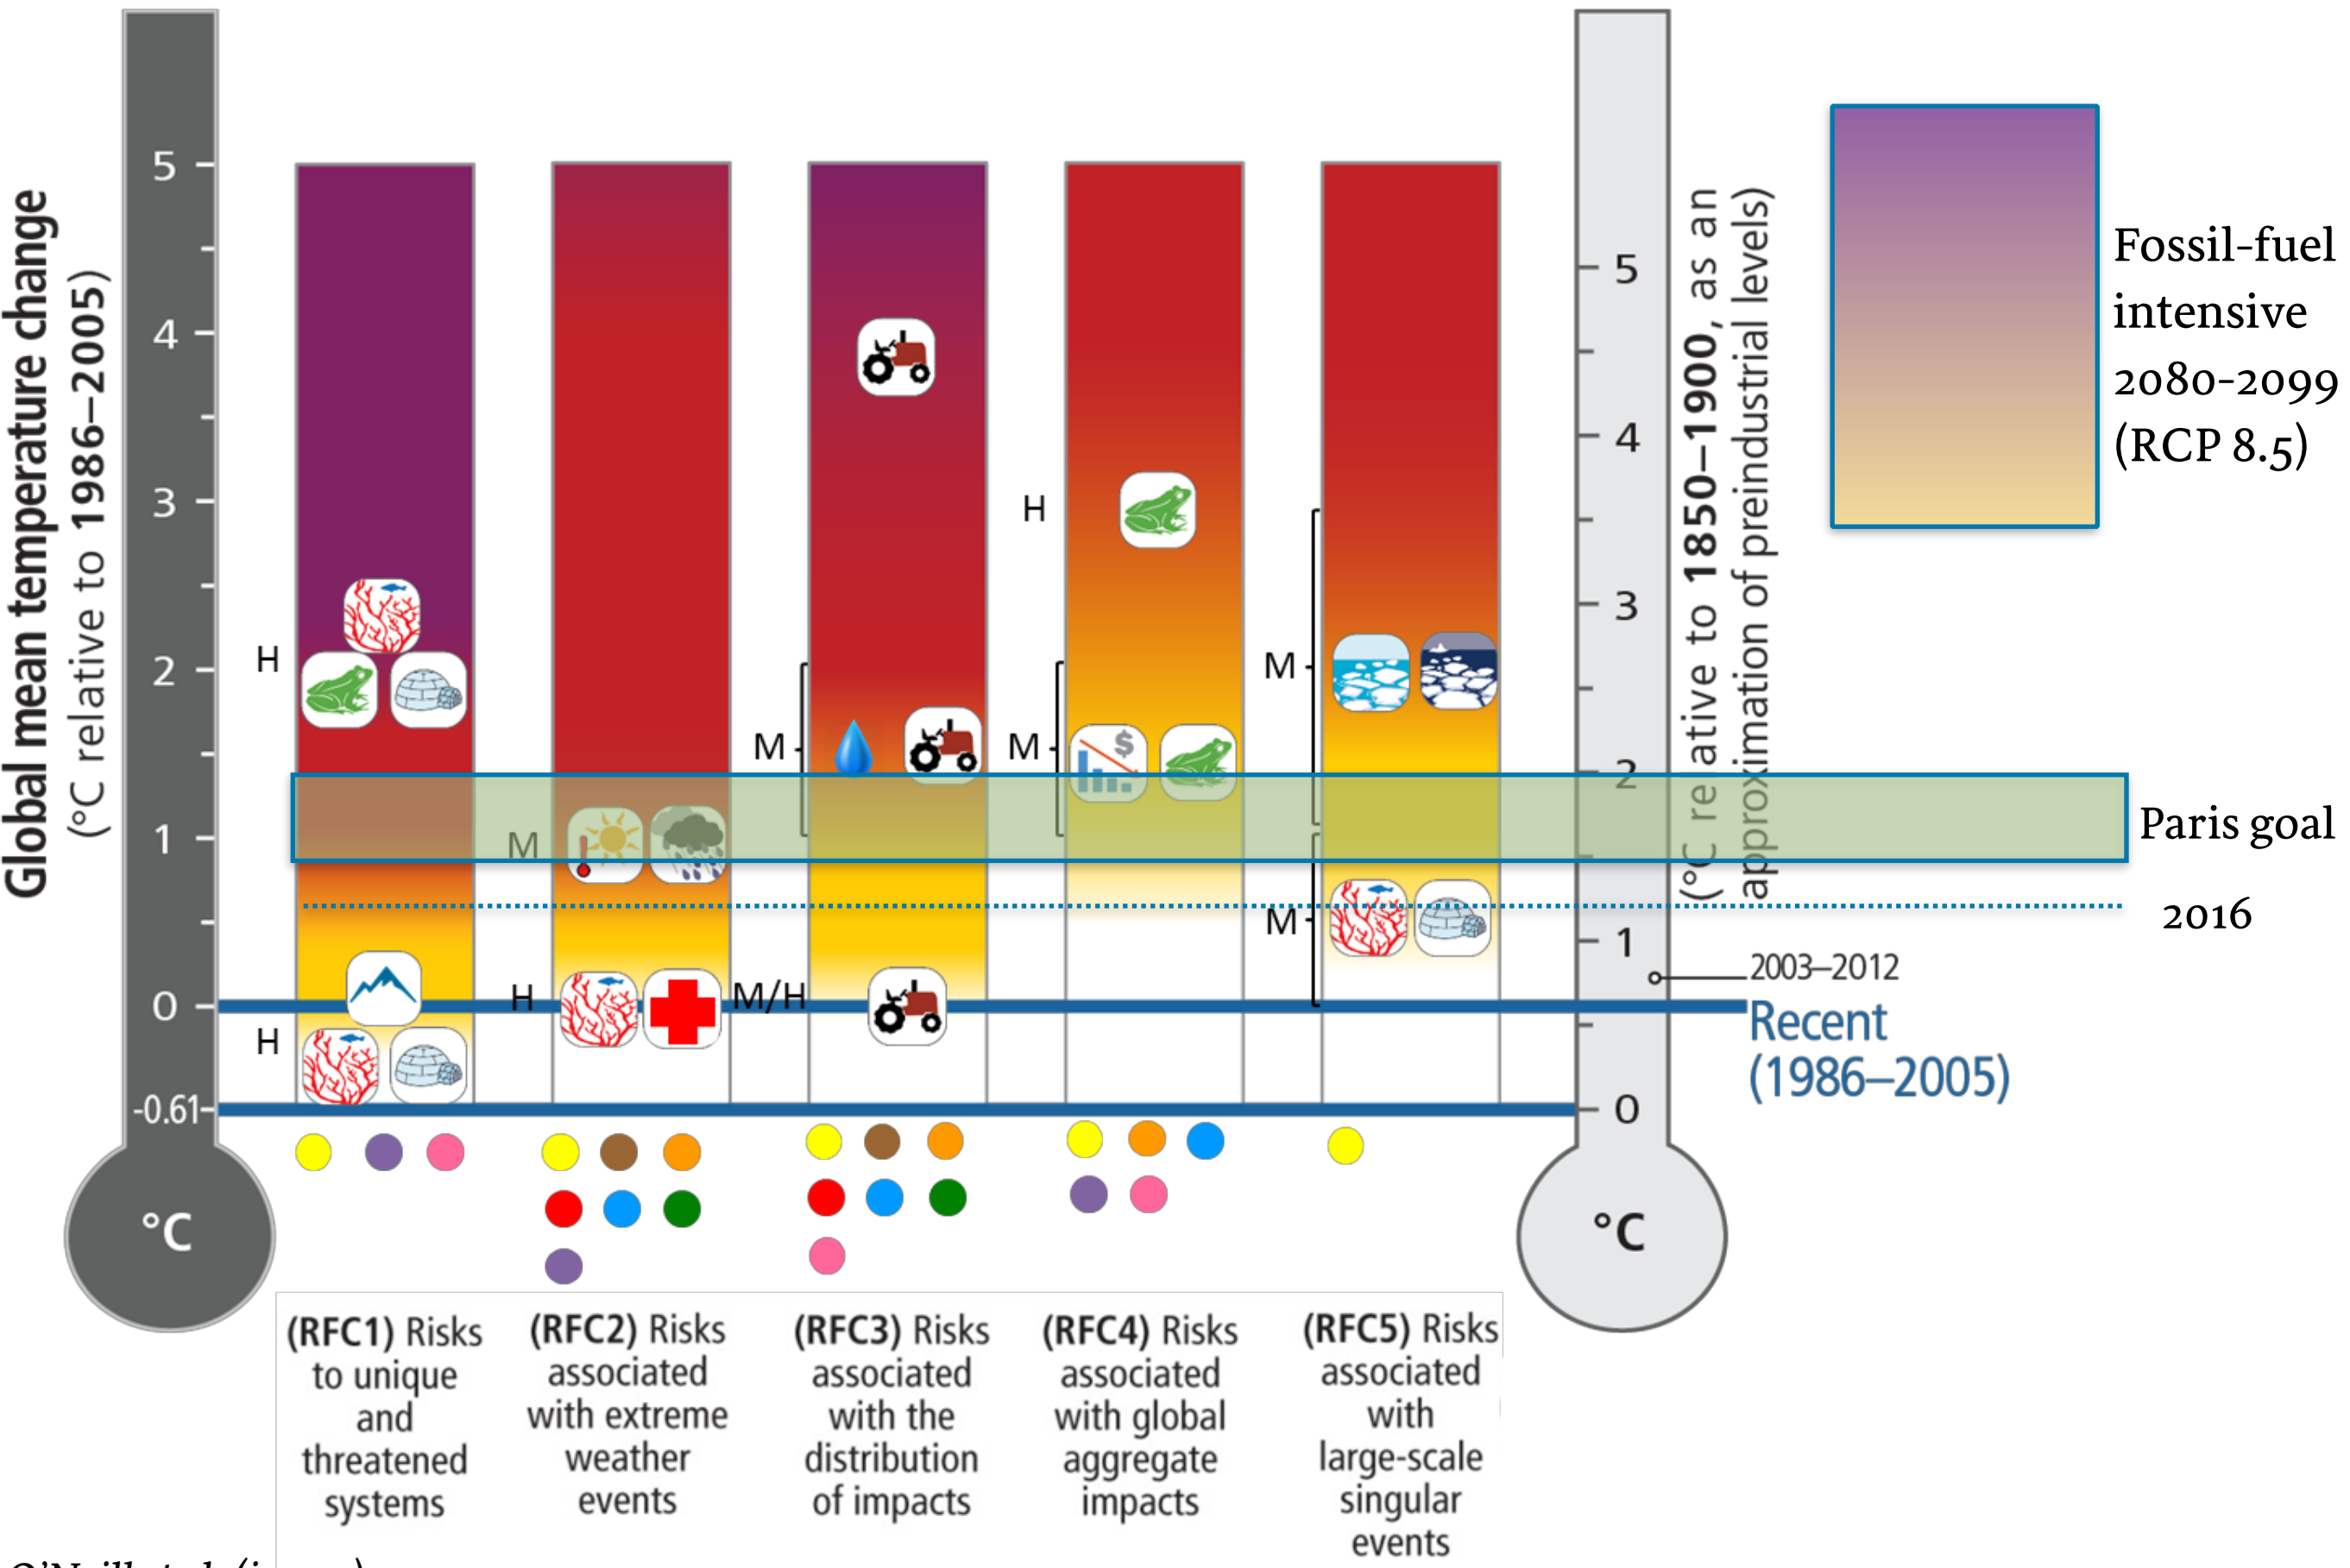 Global mean temperature change
(°C relative to 1986–2005)
5
4
3
2
1
0
-0.61
°C
H
H
M
H
M
M/H
H
M
M
M
$
5
4
3
2
1
0
°C
(°C relative to 1850–1900, as an
approximation of preindustrial levels)
Fossil-fuel
intensive
2080-2099
(RCP 8.5)
Paris goal
2016
2003–2012
Recent
(1986–2005)
(RFC1) Risks
to unique
and
threatened
systems
(RFC2) Risks
associated
with extreme
weather
events
(RFC3) Risks
associated
with the
distribution
of impacts
(RFC4) Risks
associated
with global
aggregate
impacts
(RFC5) Risks
associated
with
large-scale
singular
events